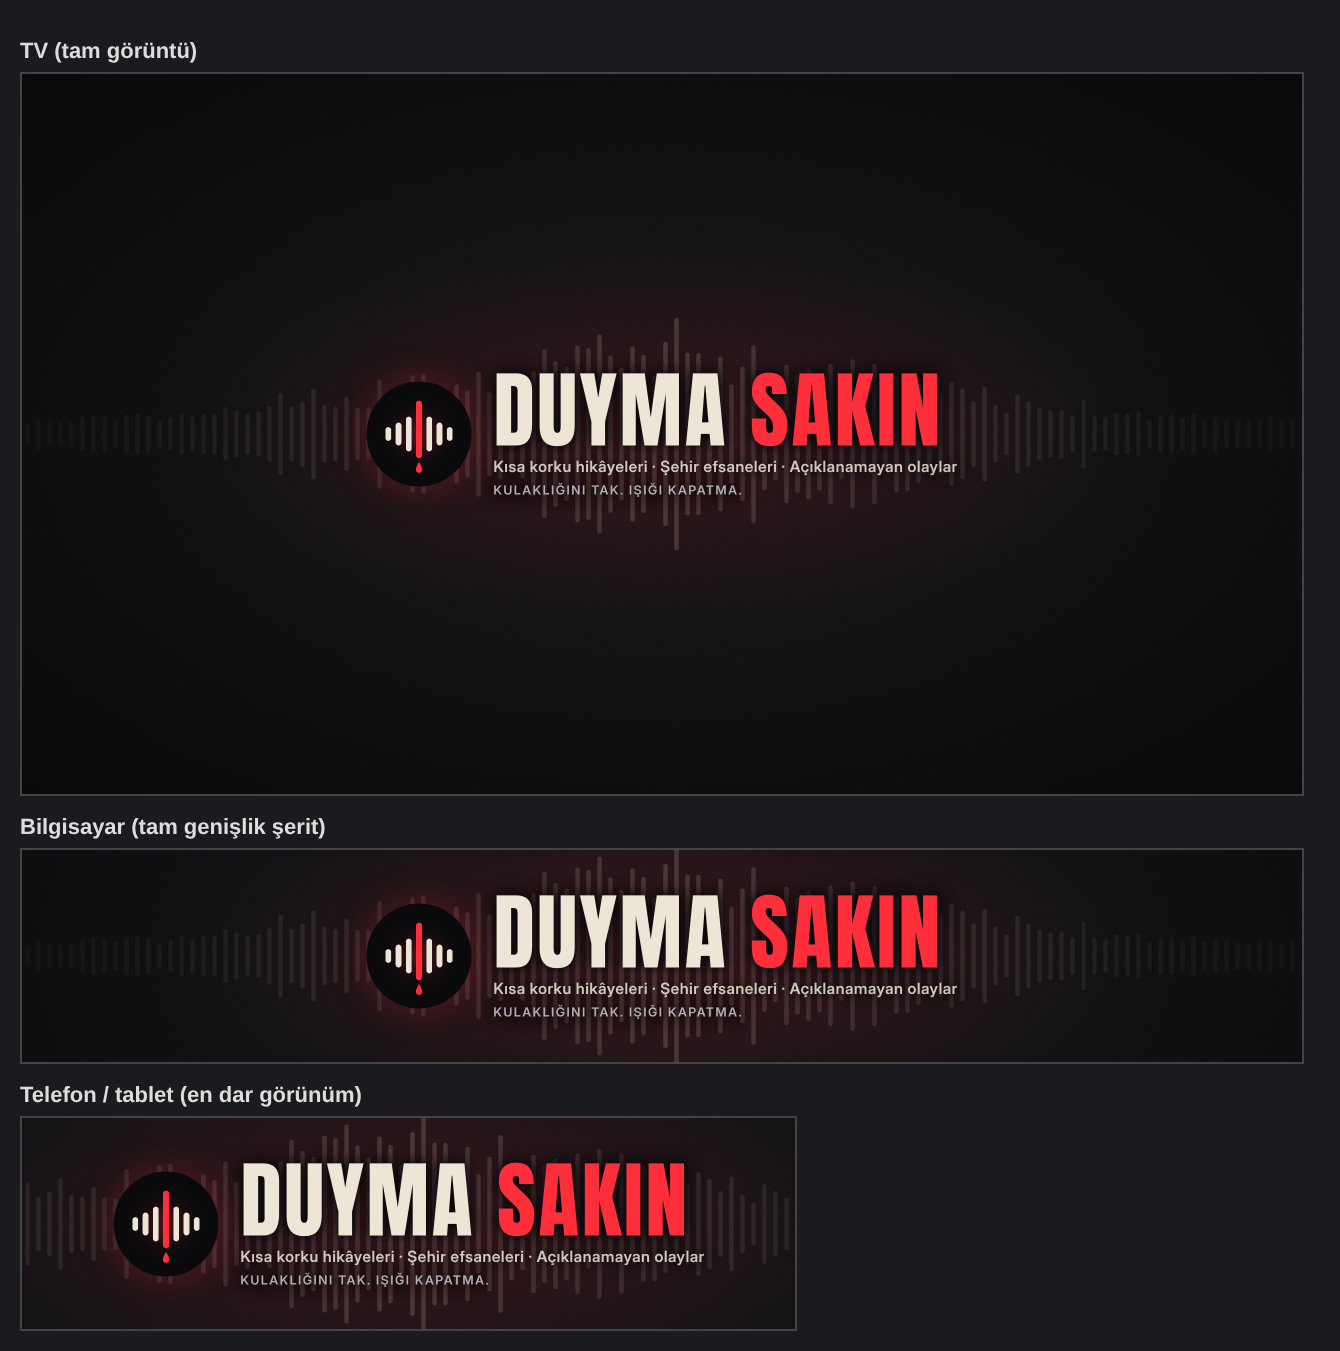 TV (tam görüntü)
DUYMA SAKIN
Kısa korku hikâyeleri · Şehir efsaneleri · Açıklanamayan olaylar
KULAKLIĞINI TAK. IŞIĞI KAPATMA.
Bilgisayar (tam genişlik şerit)
DUYMA SAKIN
Kısa korku hikâyeleri · Şehir efsaneleri · Açıklanamayan olaylar
KULAKLIĞINI TAK. IŞIĞI KAPATMA.
Telefon / tablet (en dar görünüm)
DUYMA SAKIN
Kısa korku hikâyeleri · Şehir efsaneleri · Açıklanamayan olaylar
KULAKLIĞINI TAK. IŞIĞI KAPATMA.